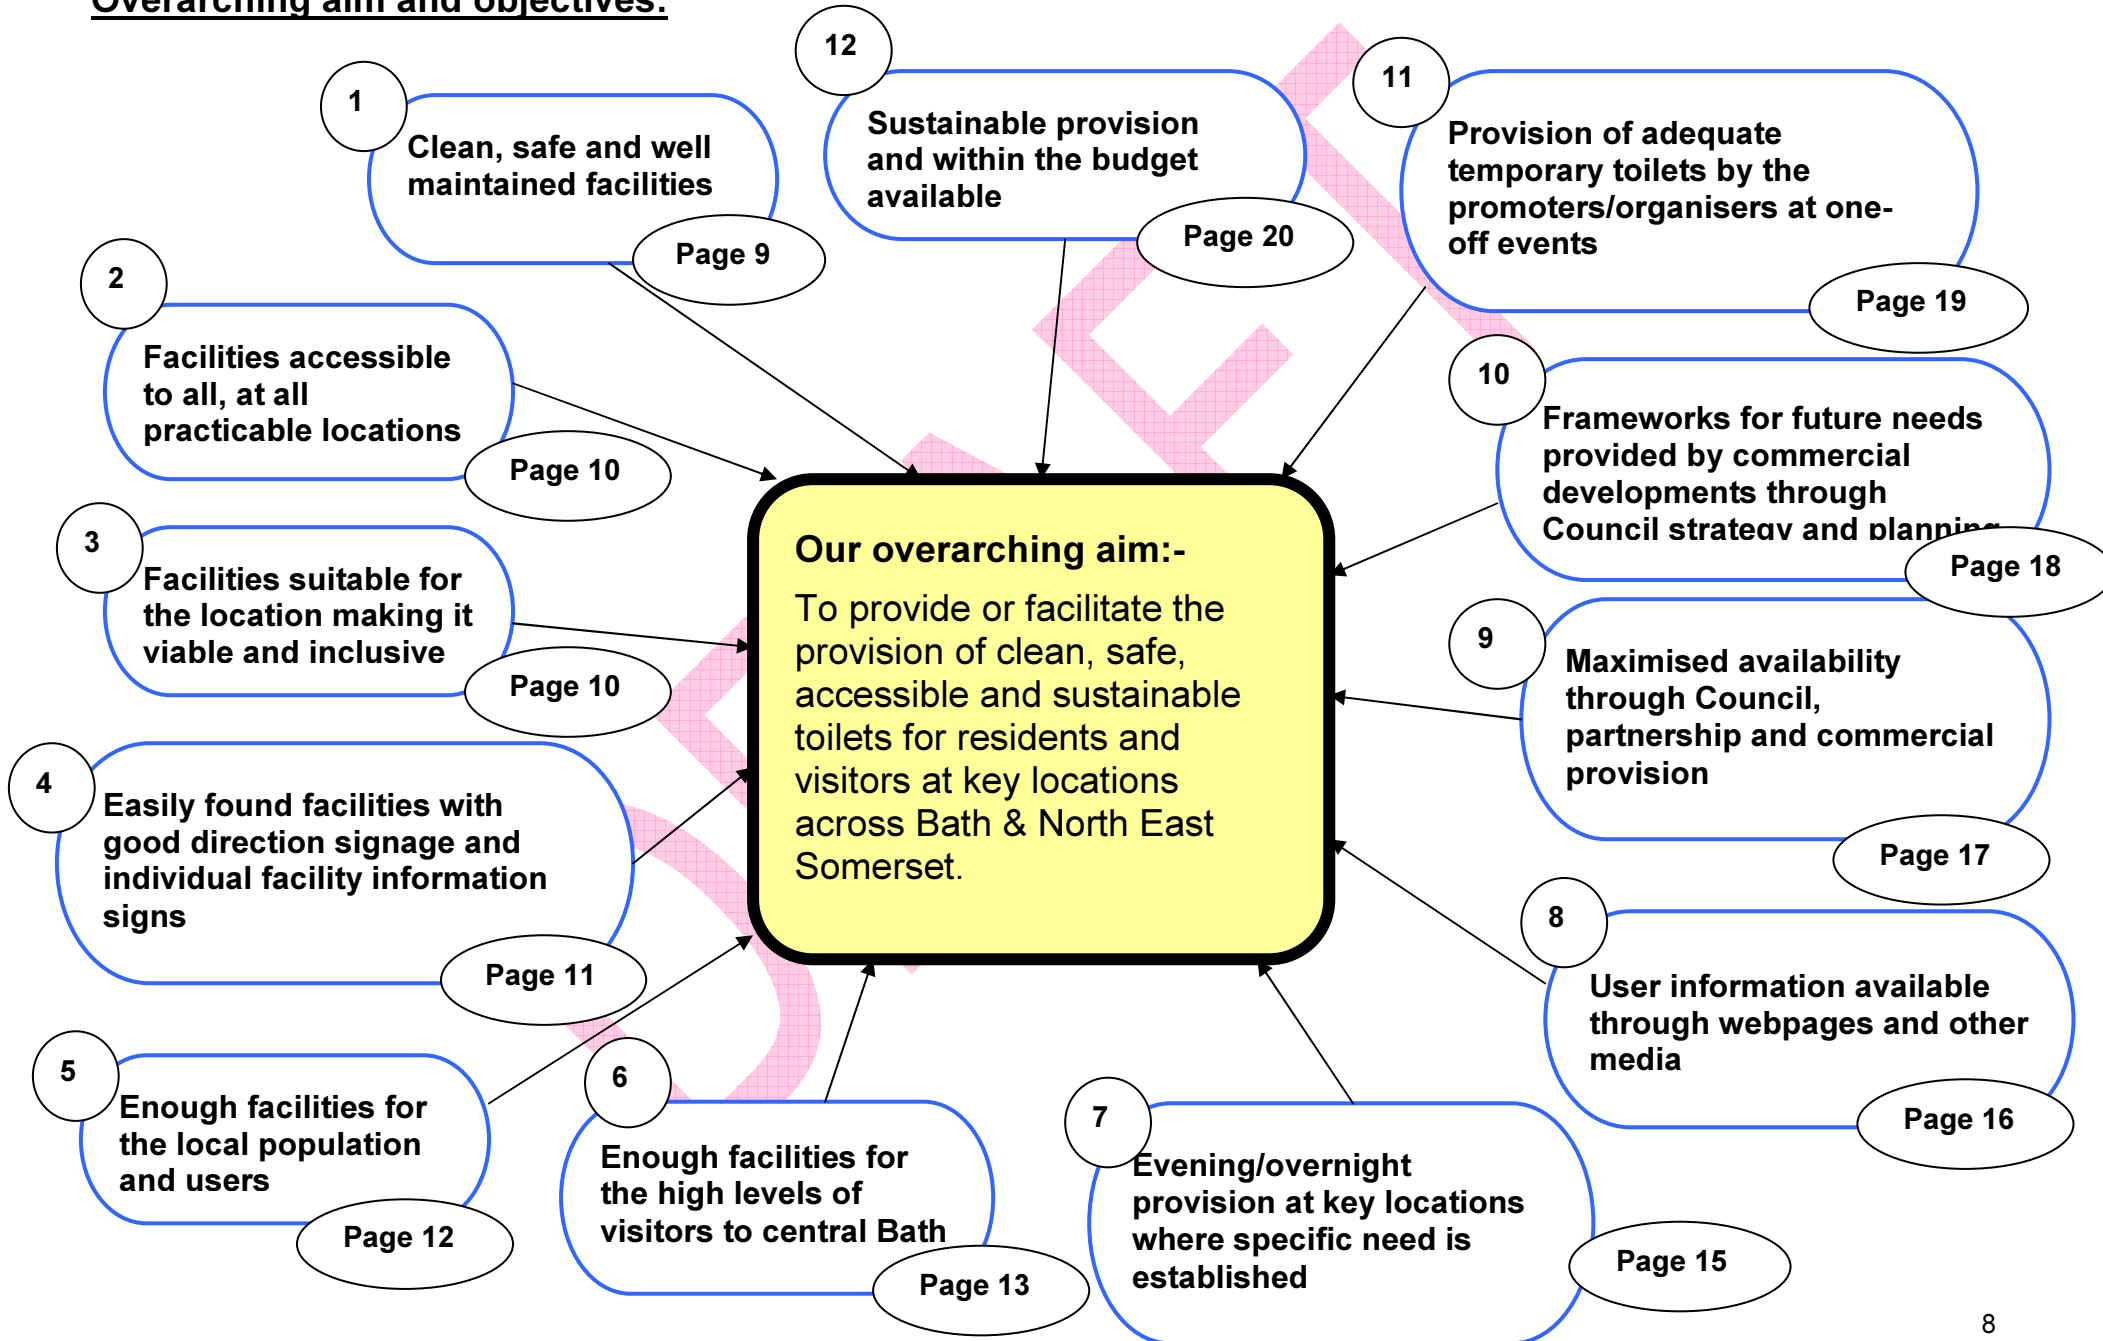 Overarching aim and objectives:
1
Clean, safe and well
maintained facilities
Page 9
2
Facilities accessible
to all, at all
practicable locations
Page 10
3
Facilities suitable for
the location making it
viable and inclusive
Page 10
4
Easily found facilities with
good direction signage and
individual facility information
signs
Page 11
5
Enough facilities for
the local population
and users
Page 12
6
Enough facilities for
the high levels of
visitors to central Bath
Page 13
7
Evening/overnight
provision at key locations
where specific need is
established
Page 15
8
User information available
through webpages and other
media
Page 16
9
Maximised availability
through Council,
partnership and commercial
provision
Page 17
10
Frameworks for future needs
provided by commercial
developments through
Council strategy and planning
Page 18
11
Provision of adequate
temporary toilets by the
promoters/organisers at one-
off events
Page 19
12
Sustainable provision
and within the budget
available
Page 20
Our overarching aim:-
To provide or facilitate the
provision of clean, safe,
accessible and sustainable
toilets for residents and
visitors at key locations
across Bath & North East
Somerset.
8